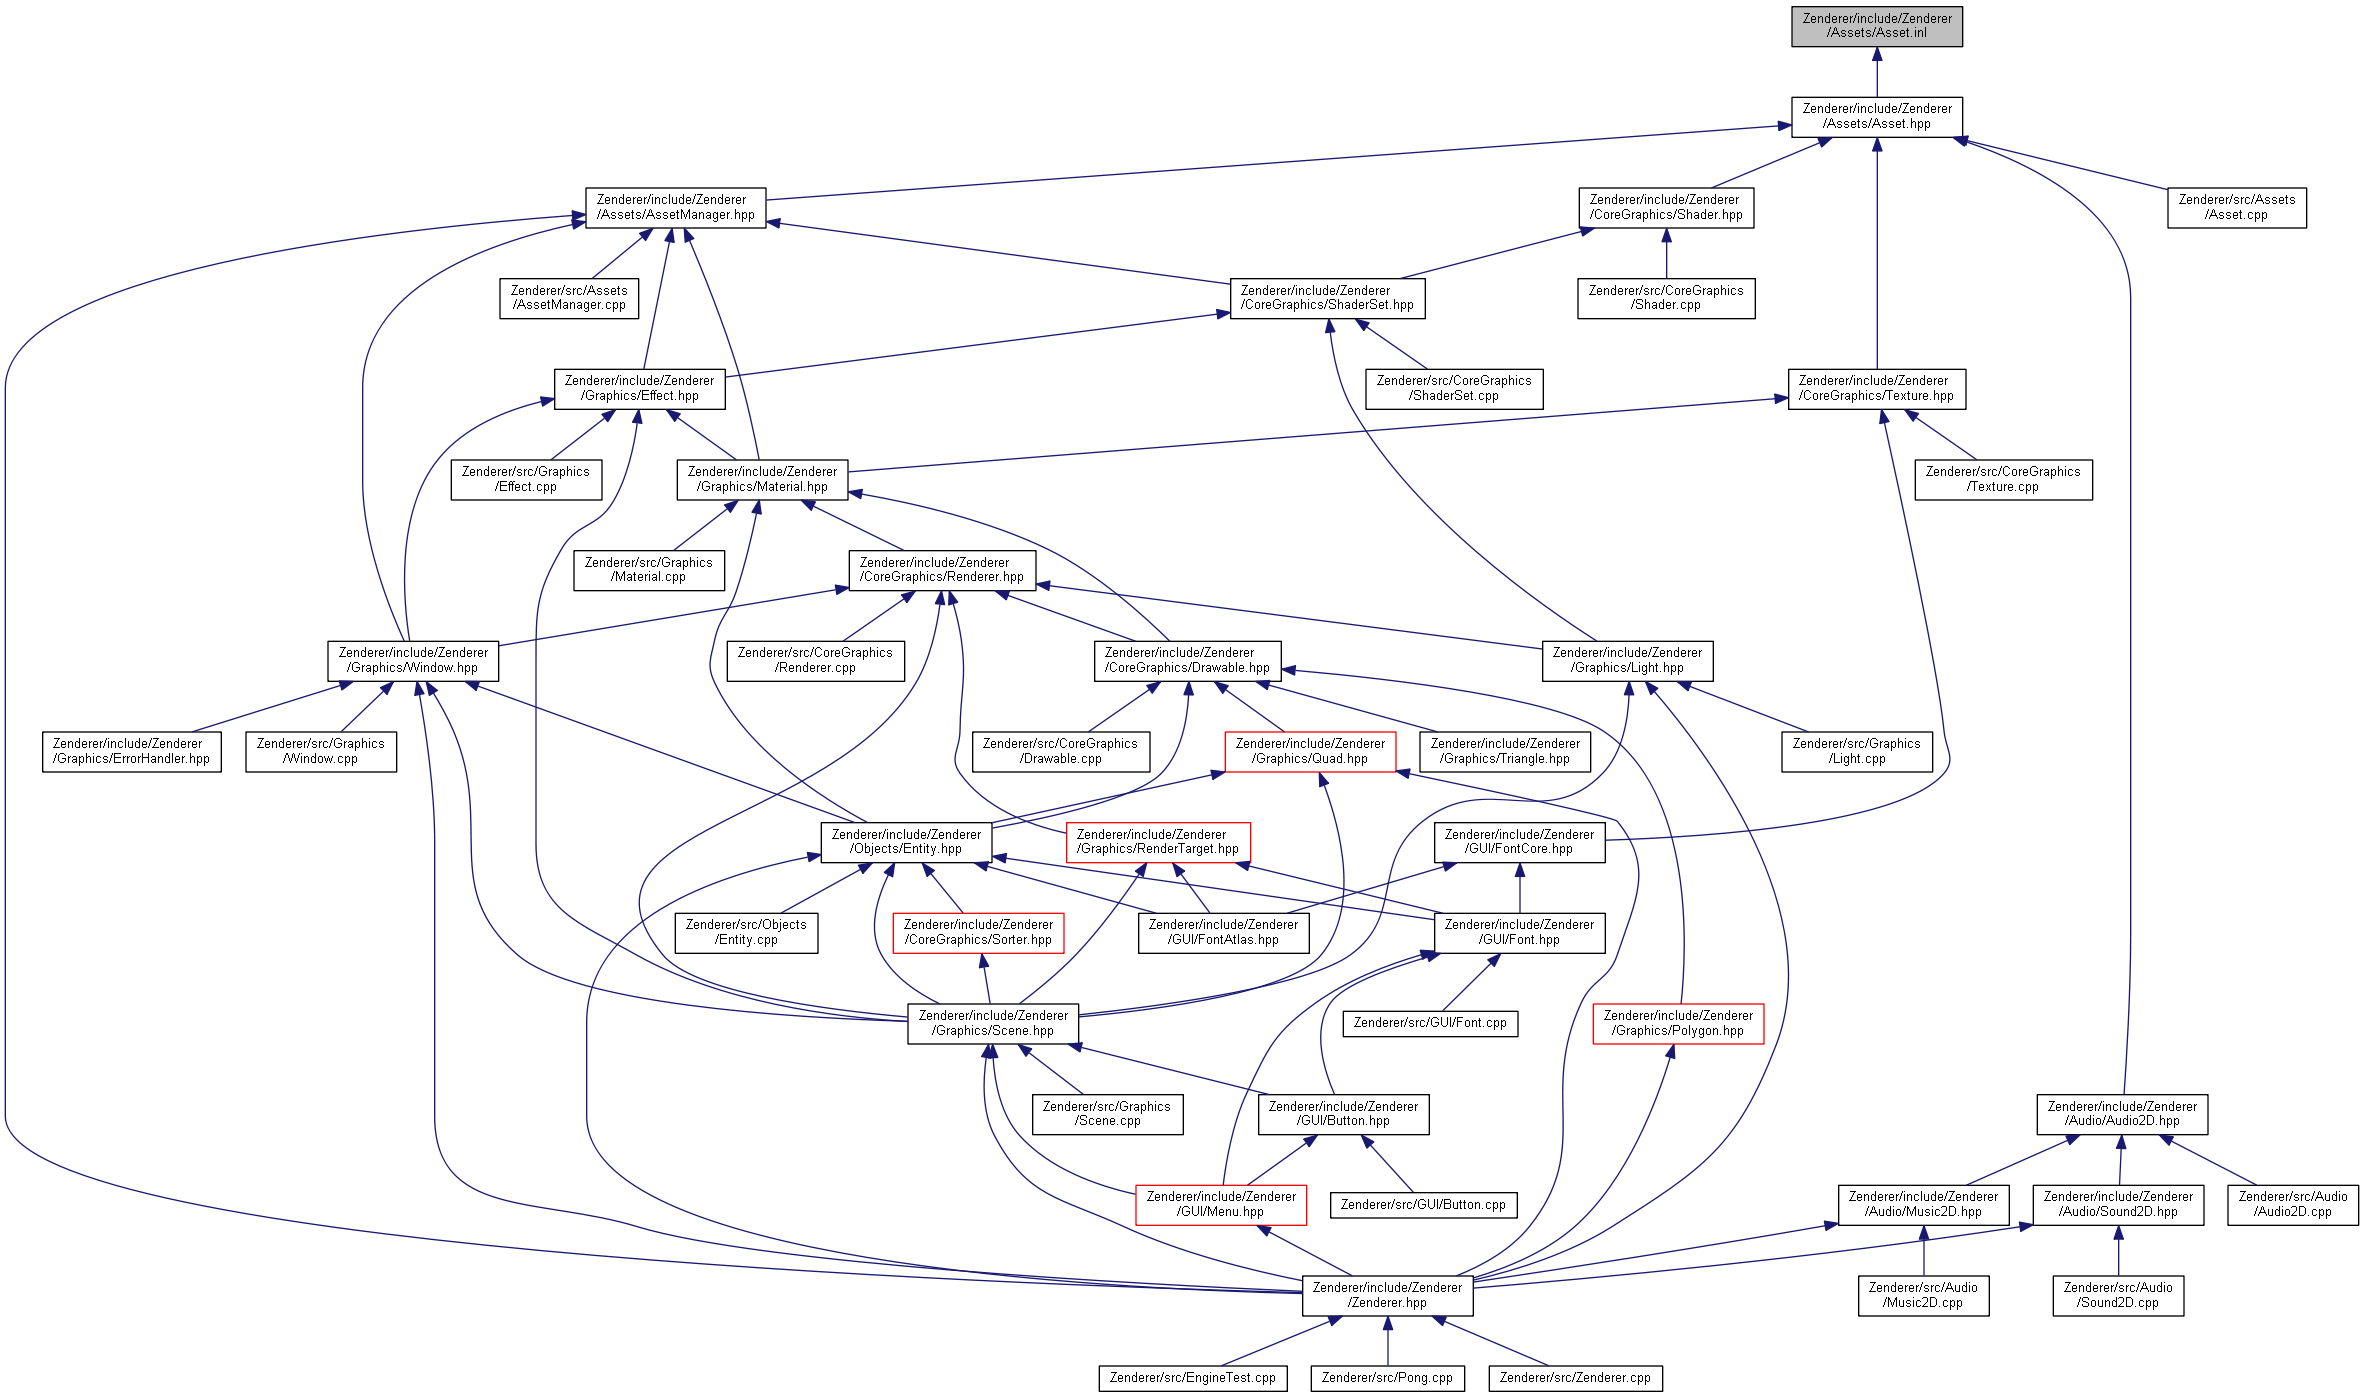 Zenderer/include/Zenderer
/Assets/Asset.inl
Zenderer/include/Zenderer
/Assets/Asset.hpp
Zenderer/include/Zenderer
/Assets/AssetManager.hpp
Zenderer/include/Zenderer
/CoreGraphics/Shader.hpp
Zenderer/src/Assets
/Asset.cpp
Zenderer/src/Assets
/AssetManager.cpp
Zenderer/include/Zenderer
/CoreGraphics/ShaderSet.hpp
Zenderer/src/CoreGraphics
/Shader.cpp
Zenderer/include/Zenderer
/Graphics/Effect.hpp
Zenderer/src/CoreGraphics
/ShaderSet.cpp
Zenderer/include/Zenderer
/CoreGraphics/Texture.hpp
Zenderer/src/Graphics
/Effect.cpp
Zenderer/include/Zenderer
/Graphics/Material.hpp
Zenderer/src/CoreGraphics
/Texture.cpp
Zenderer/src/Graphics
/Material.cpp
Zenderer/include/Zenderer
/CoreGraphics/Renderer.hpp
Zenderer/include/Zenderer
/Graphics/Window.hpp
Zenderer/src/CoreGraphics
/Renderer.cpp
Zenderer/include/Zenderer
/CoreGraphics/Drawable.hpp
Zenderer/include/Zenderer
/Graphics/Light.hpp
Zenderer/include/Zenderer
/Graphics/ErrorHandler.hpp
Zenderer/src/Graphics
/Window.cpp
Zenderer/src/CoreGraphics
/Drawable.cpp
Zenderer/include/Zenderer
/Graphics/Quad.hpp
Zenderer/include/Zenderer
/Graphics/Triangle.hpp
Zenderer/src/Graphics
/Light.cpp
Zenderer/include/Zenderer
/Objects/Entity.hpp
Zenderer/include/Zenderer
/Graphics/RenderTarget.hpp
Zenderer/include/Zenderer
/GUI/FontCore.hpp
Zenderer/src/Objects
/Entity.cpp
Zenderer/include/Zenderer
/CoreGraphics/Sorter.hpp
Zenderer/include/Zenderer
/GUI/FontAtlas.hpp
Zenderer/include/Zenderer
/GUI/Font.hpp
Zenderer/include/Zenderer
/Graphics/Scene.hpp
Zenderer/src/GUI/Font.cpp
Zenderer/include/Zenderer
/Graphics/Polygon.hpp
Zenderer/src/Graphics
/Scene.cpp
Zenderer/include/Zenderer
/GUI/Button.hpp
Zenderer/include/Zenderer
/Audio/Audio2D.hpp
Zenderer/include/Zenderer
/GUI/Menu.hpp
Zenderer/src/GUI/Button.cpp
Zenderer/include/Zenderer
/Audio/Music2D.hpp
Zenderer/include/Zenderer
/Audio/Sound2D.hpp
Zenderer/src/Audio
/Audio2D.cpp
Zenderer/include/Zenderer
/Zenderer.hpp
Zenderer/src/Audio
/Music2D.cpp
Zenderer/src/Audio
/Sound2D.cpp
Zenderer/src/EngineTest.cpp
Zenderer/src/Pong.cpp
Zenderer/src/Zenderer.cpp